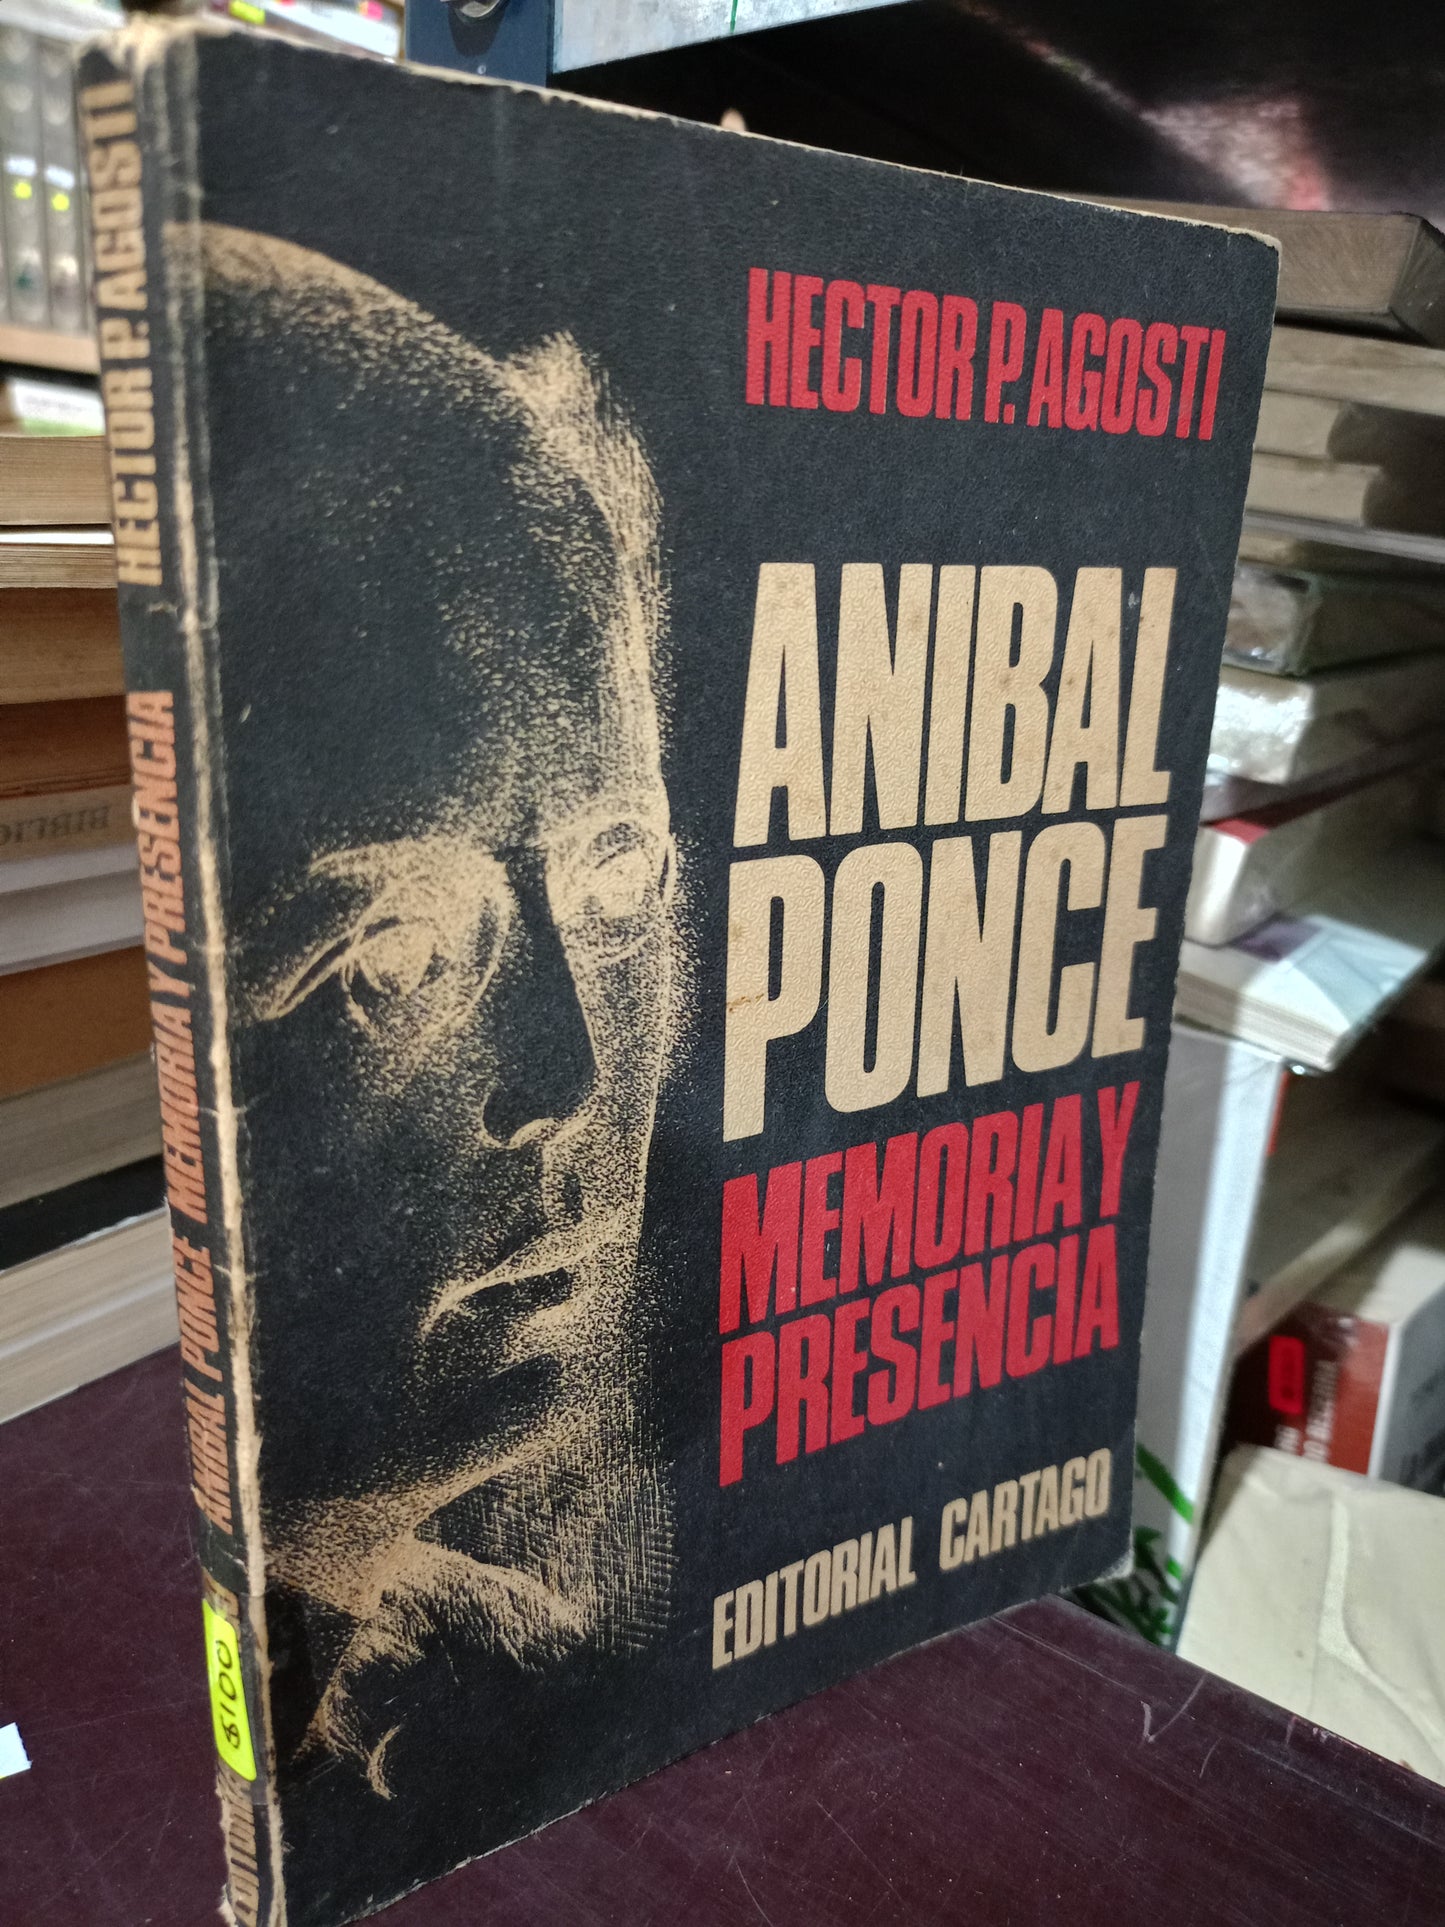 HECTOR P. AGOSTI
ANIBAL
PONCE
MEMORIA Y
PRESENCIA
EDITORIAL CARTAGO
HECTOR P. AGOSTI
ANIBAL PONCE MEMORIA Y PRESENCIA
$100